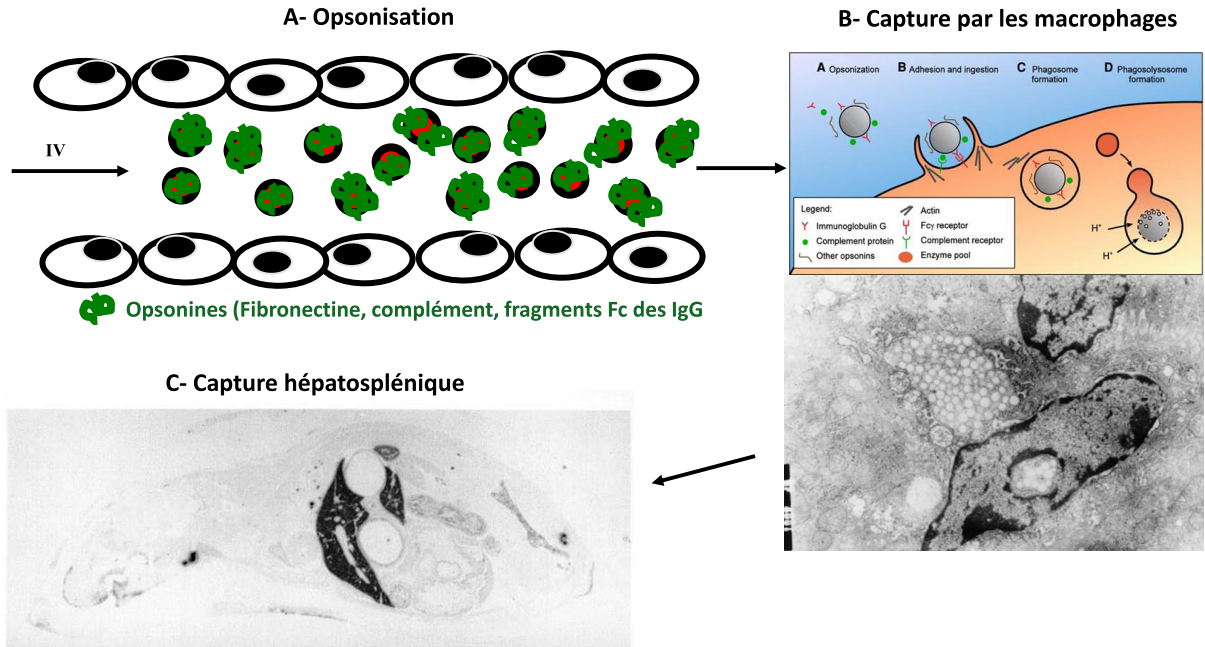 A- Opsonisation
IV
Opsonines (Fibronectine, complément, fragments Fc des IgG
B- Capture par les macrophages
A Opsonization
B Adhesion and ingestion
C Phagosome
formation
D Phagosolysosome
formation
Legend:
Immunoglobulin G
Complement protein
Other opsonins
Actin
Fcγ receptor
Complement receptor
Enzyme pool
H⁺
H⁺
C- Capture hépatosplénique